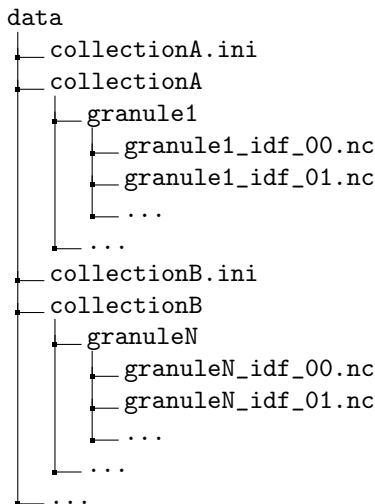 data
collectionA.ini
collectionA
granule1
granule1_idf_00.nc
granule1_idf_01.nc
...
...
collectionB.ini
collectionB
granuleN
granuleN_idf_00.nc
granuleN_idf_01.nc
...
...
...